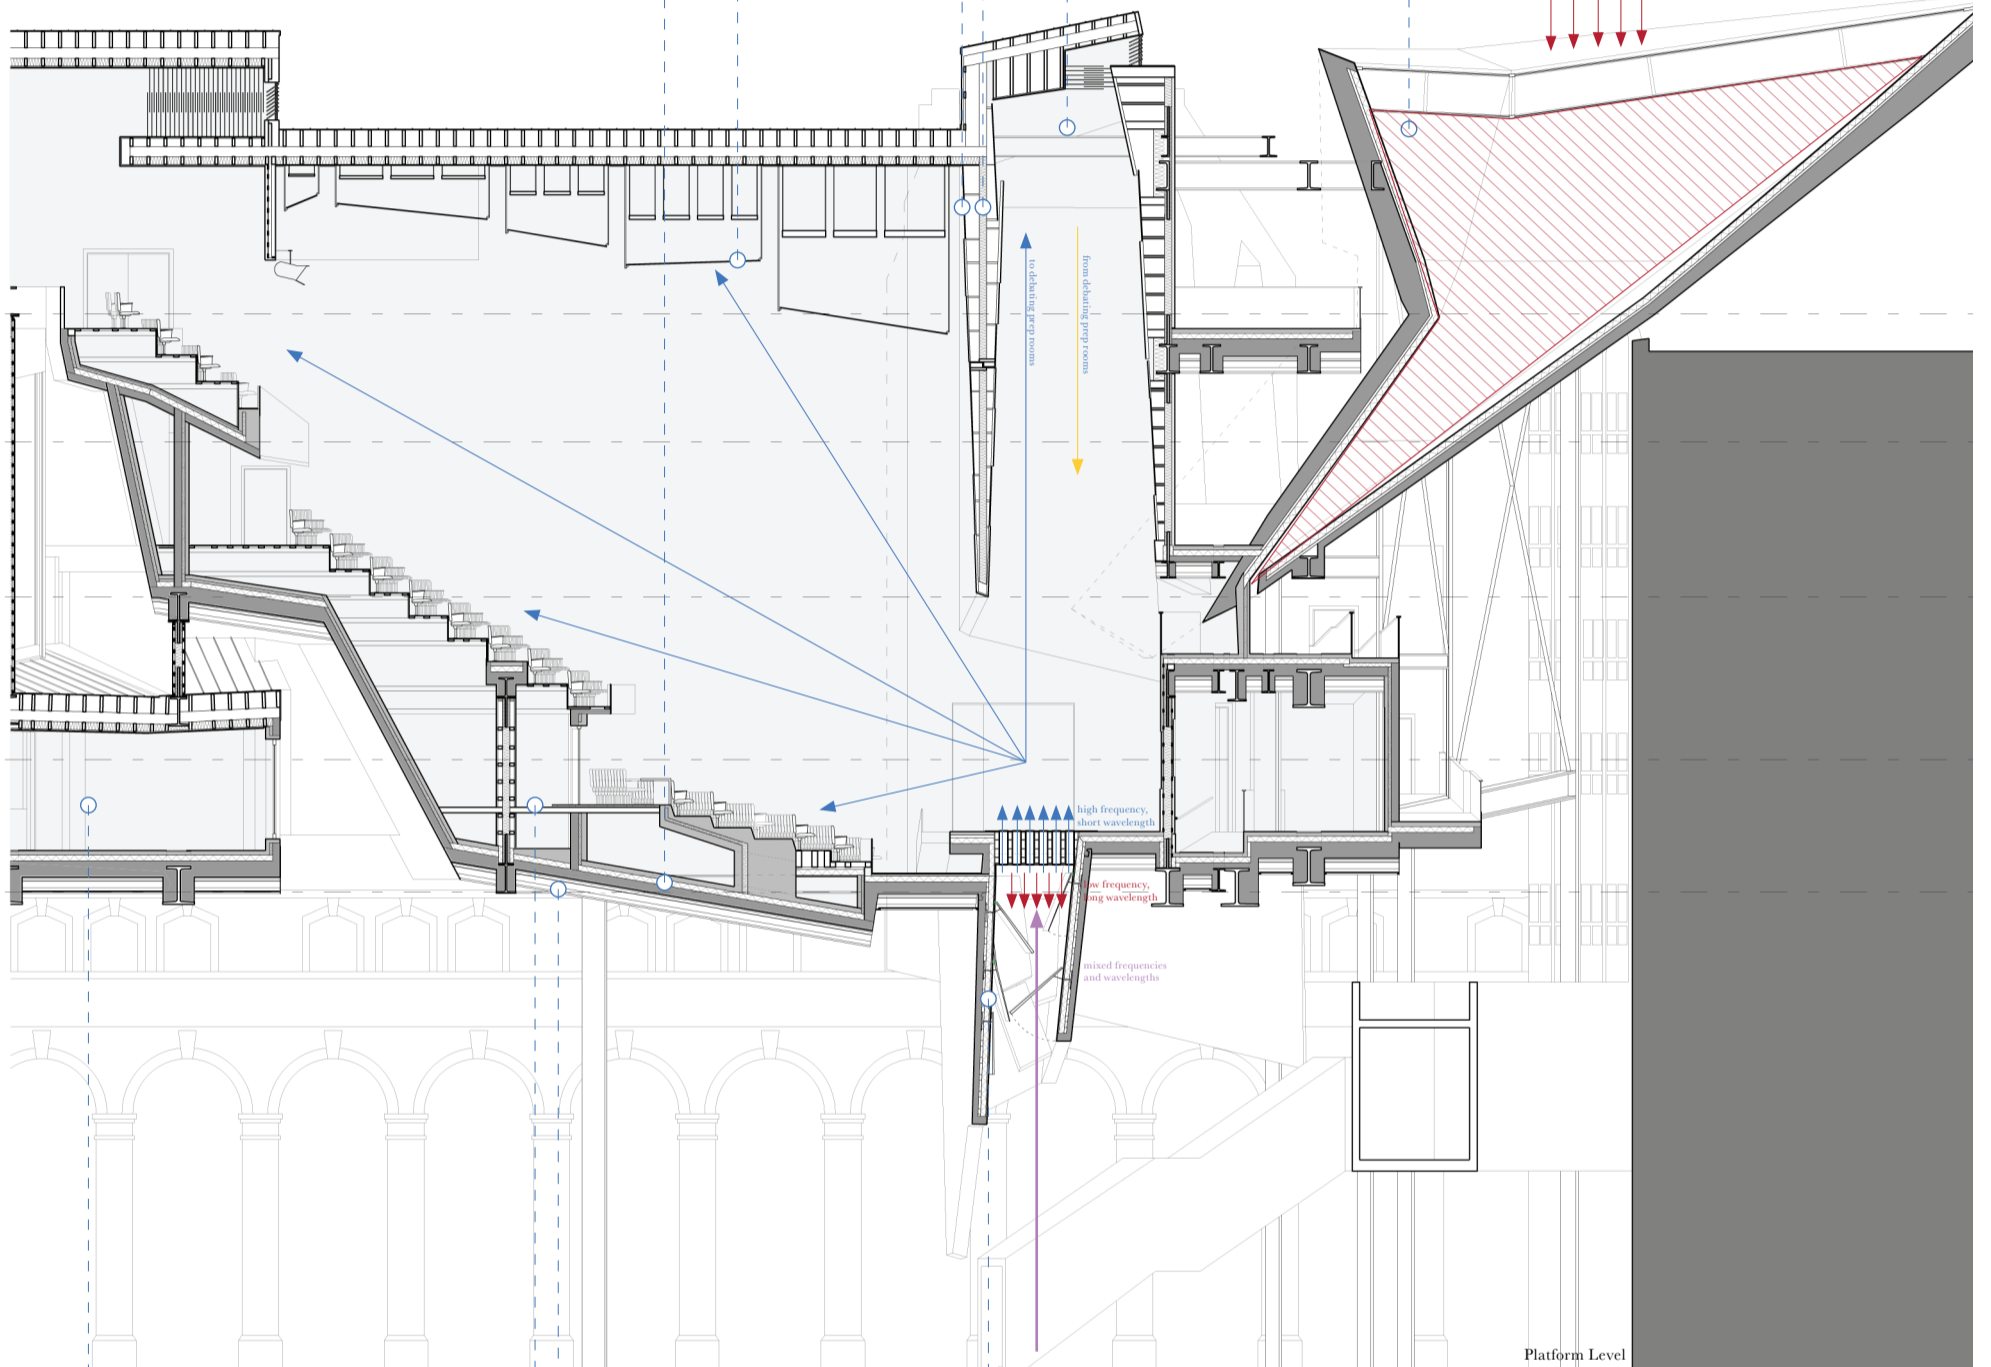 to debating prep rooms
from debating prep rooms
high frequency,
short wavelength
low frequency,
long wavelength
mixed frequencies
and wavelengths
Platform Level